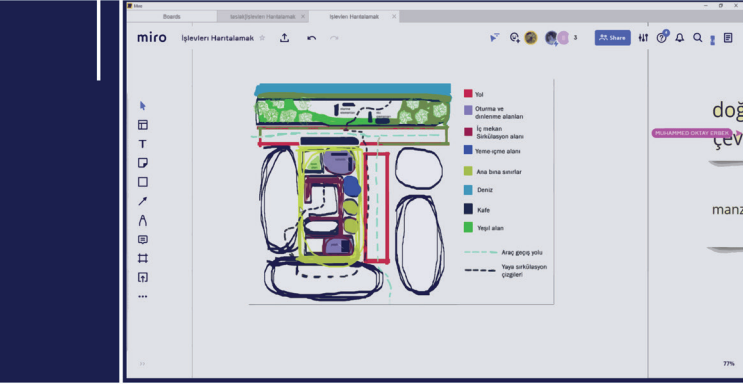 Miro
Boards
İşlevleri Haritalamak
miro
İşlevleri Haritalamak
3
Share
Yol
Oturma ve
dinlenme alanları
İç mekan
Sirkülasyon alanı
Yeme-içme alanı
Ana bina sınırlar
Deniz
Kafe
Yeşil alan
Araç geçiş yolu
Yaya sirkülasyon
çizgileri
doğ
MUHAMMED OKTAY ERBEK
çev
manz
77%